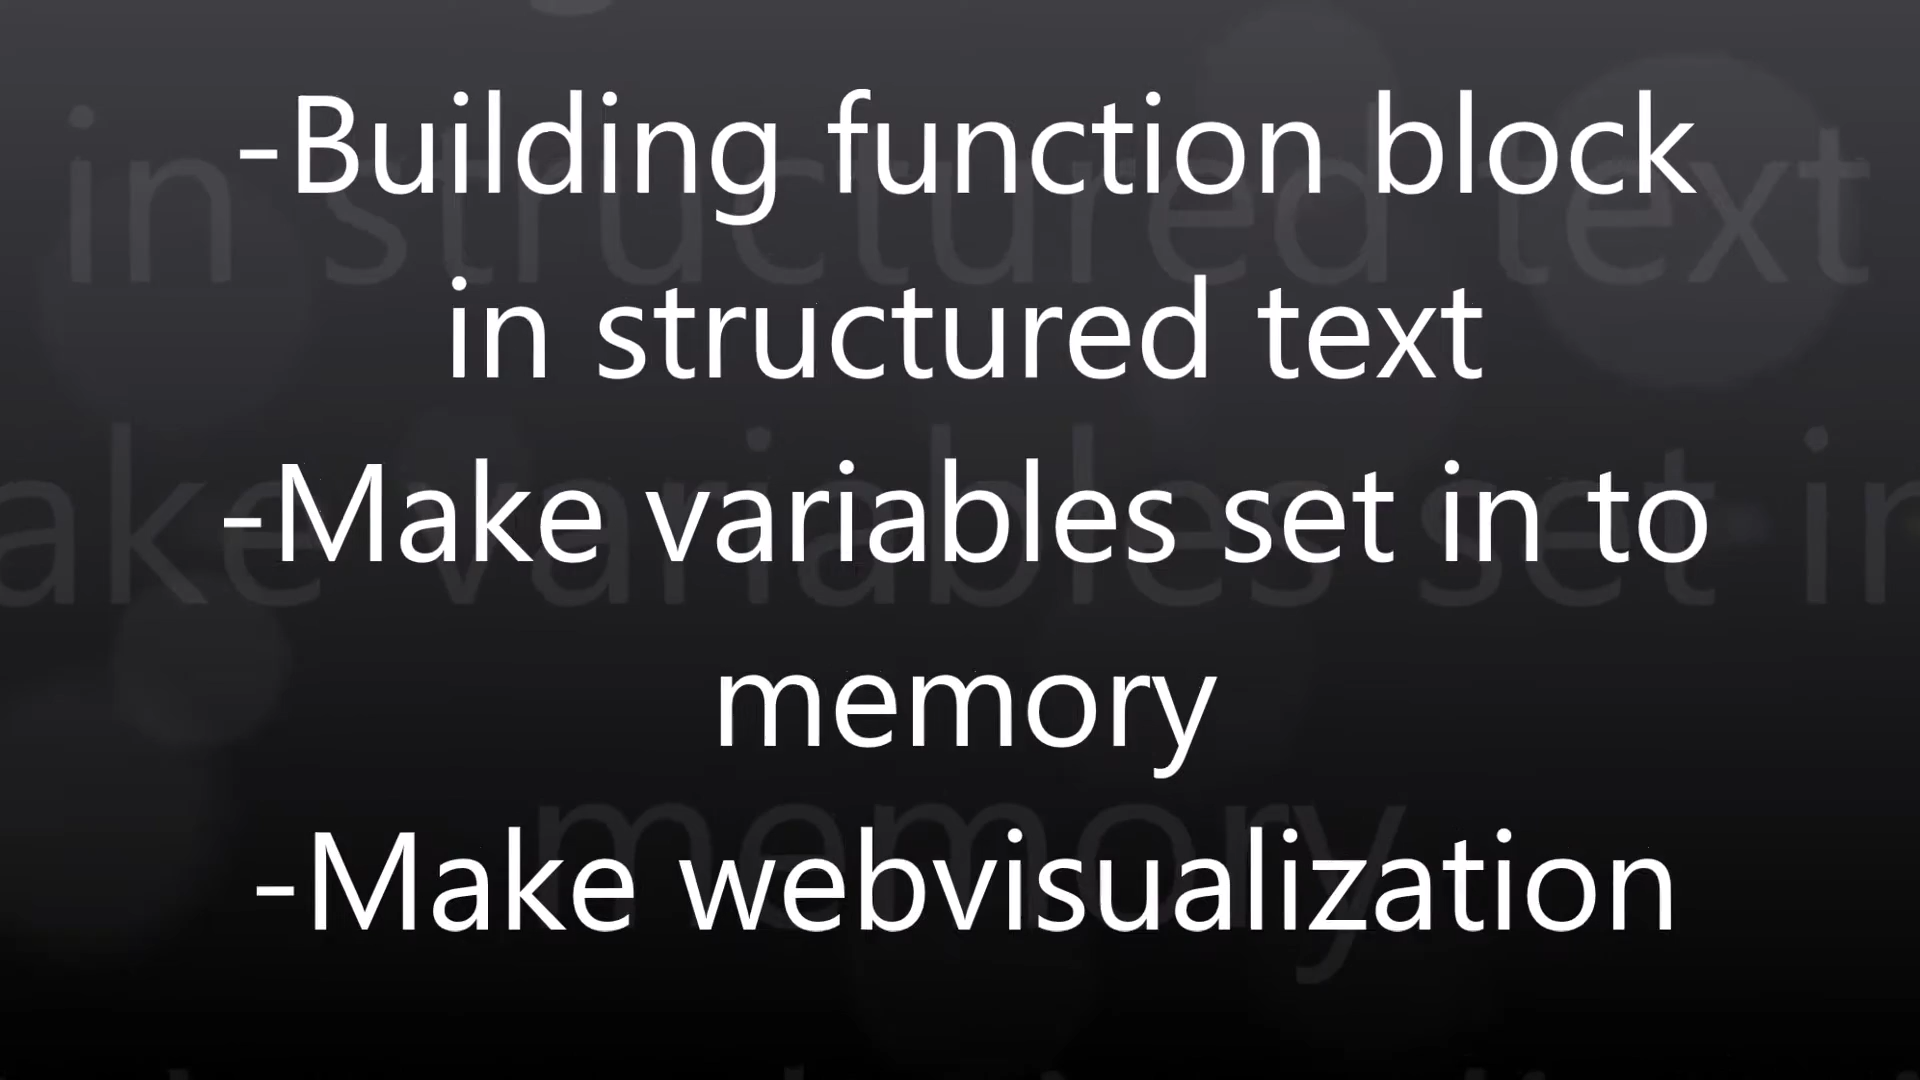 -Building function block
in structured text
-Make variables set in to
memory
-Make webvisualization